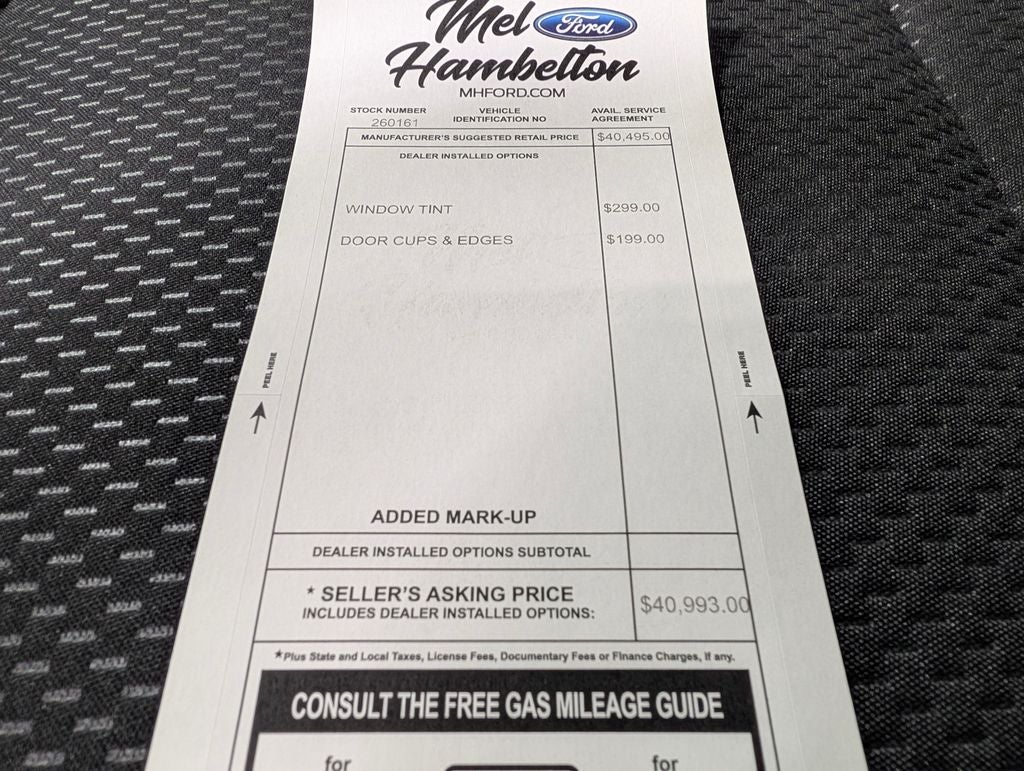 Mel Ford
Hambelton
MHFORD.COM
STOCK NUMBER VEHICLE IDENTIFICATION NO AVAIL. SERVICE AGREEMENT
260161
MANUFACTURER'S SUGGESTED RETAIL PRICE $40,495.00
DEALER INSTALLED OPTIONS
WINDOW TINT $299.00
DOOR CUPS & EDGES $199.00
PEEL HERE PEEL HERE
ADDED MARK-UP
DEALER INSTALLED OPTIONS SUBTOTAL
* SELLER'S ASKING PRICE
INCLUDES DEALER INSTALLED OPTIONS: $40,993.00
*Plus State and Local Taxes, License Fees, Documentary Fees or Finance Charges, if any.
CONSULT THE FREE GAS MILEAGE GUIDE
for for